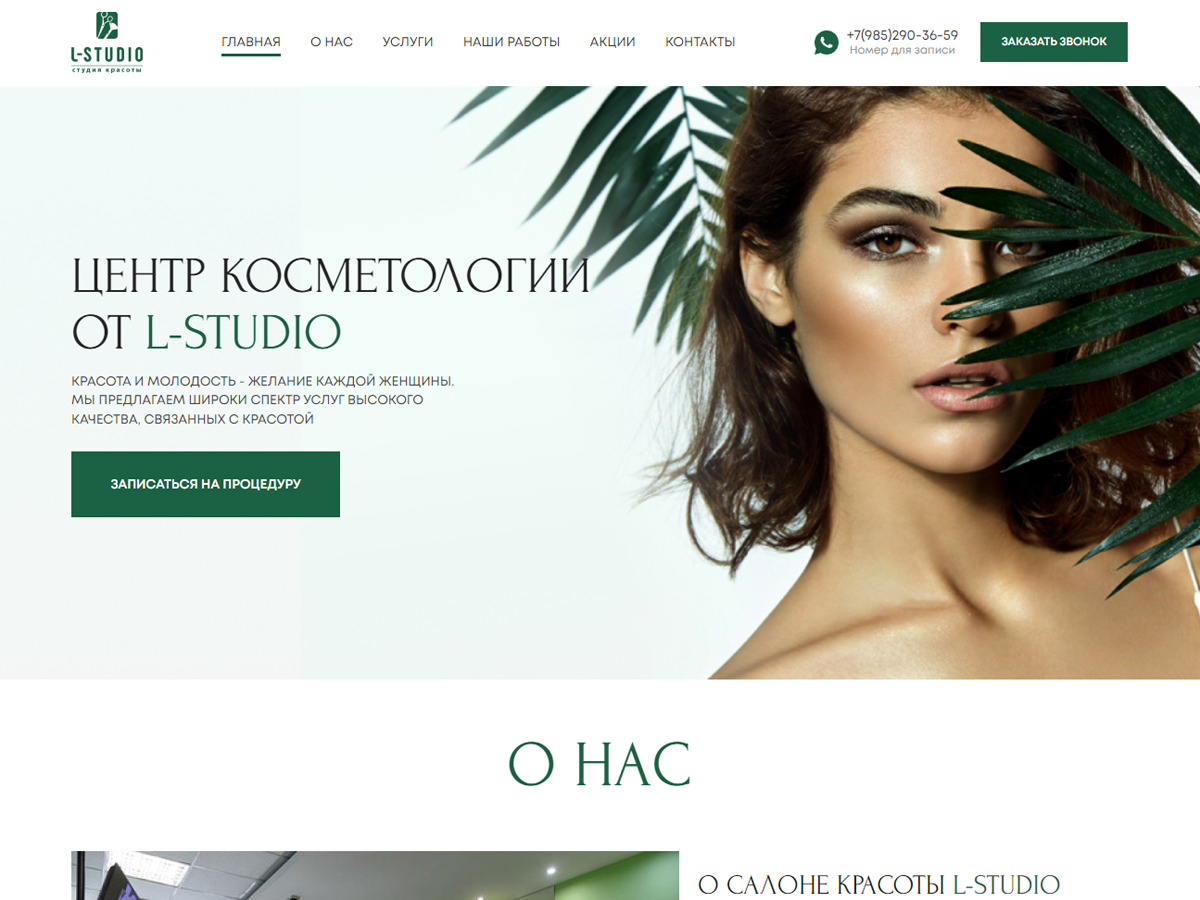 L-STUDIO
студия красоты
ГЛАВНАЯ
О НАС
УСЛУГИ
НАШИ РАБОТЫ
АКЦИИ
КОНТАКТЫ
+7(985)290-36-59
Номер для записи
ЗАКАЗАТЬ ЗВОНОК
ЦЕНТР КОСМЕТОЛОГИИ
ОТ L-STUDIO
КРАСОТА И МОЛОДОСТЬ - ЖЕЛАНИЕ КАЖДОЙ ЖЕНЩИНЫ.
МЫ ПРЕДЛАГАЕМ ШИРОКИ СПЕКТР УСЛУГ ВЫСОКОГО
КАЧЕСТВА, СВЯЗАННЫХ С КРАСОТОЙ
ЗАПИСАТЬСЯ НА ПРОЦЕДУРУ
О НАС
О САЛОНЕ КРАСОТЫ L-STUDIO